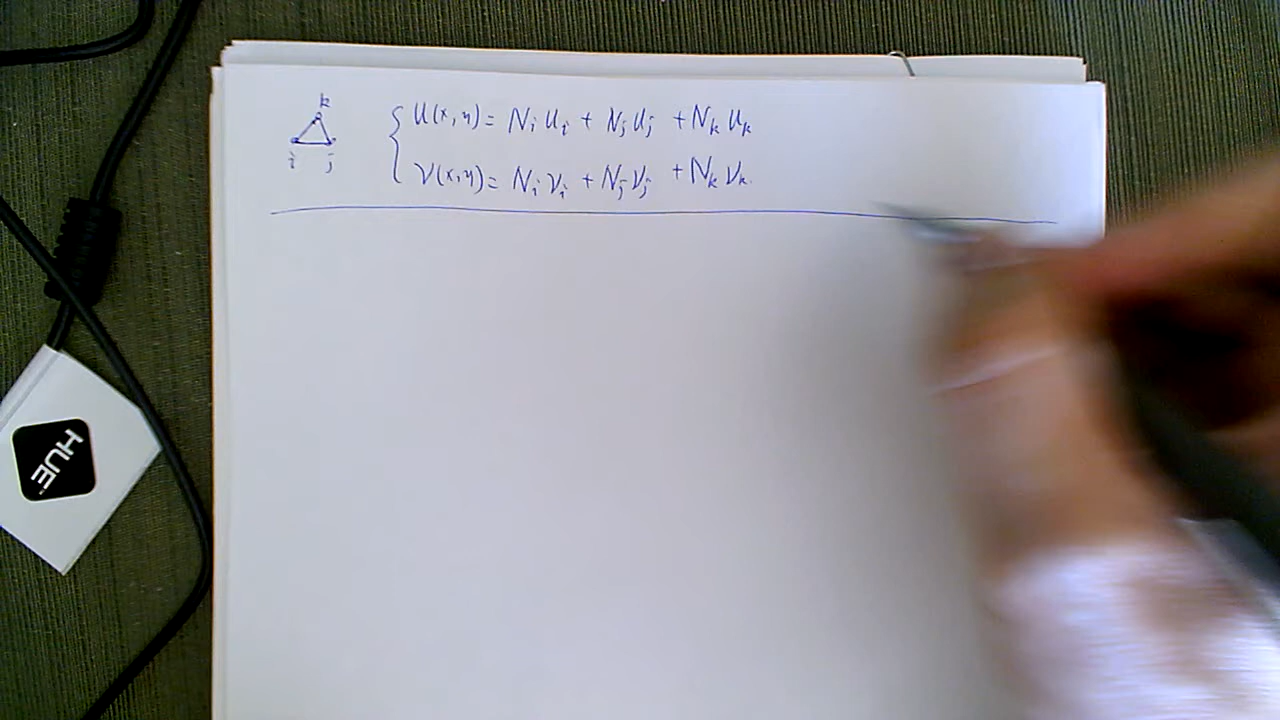 k
i j
u(x,y) = Nᵢ uᵢ + Nⱼ uⱼ + Nₖ uₖ
v(x,y) = Nᵢ vᵢ + Nⱼ vⱼ + Nₖ vₖ.
HUE